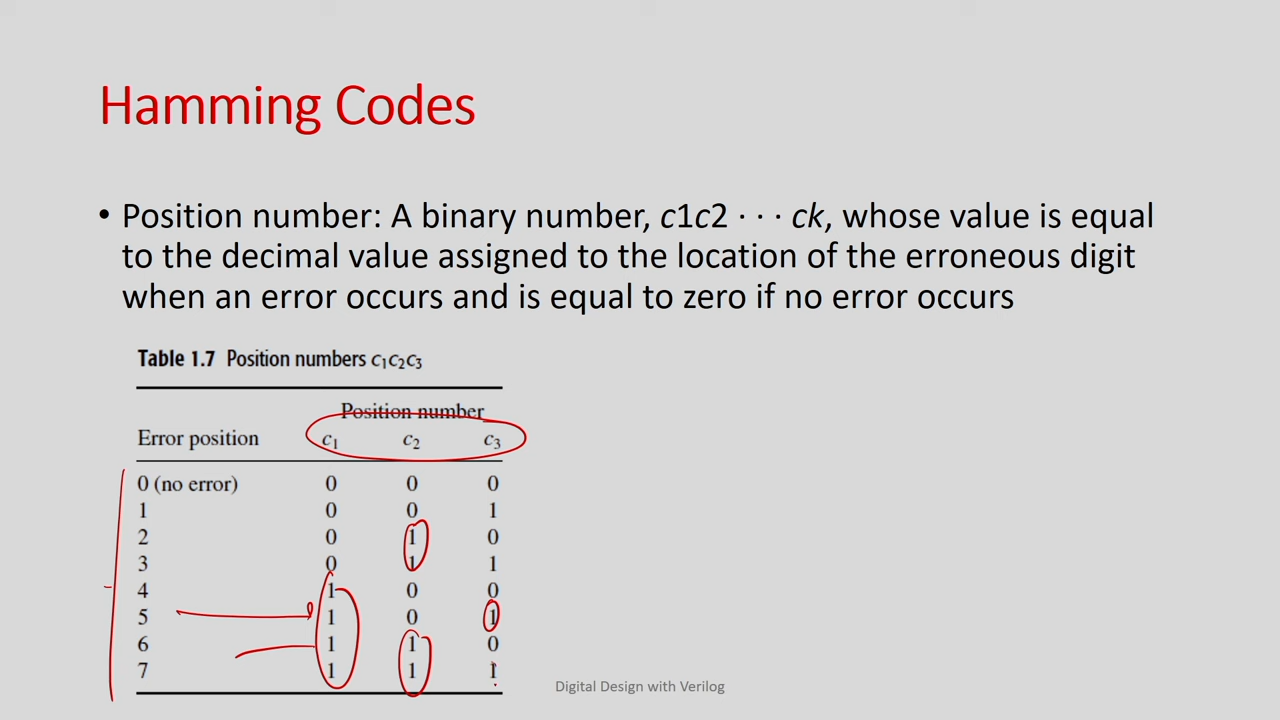 Hamming Codes
• Position number: A binary number, c1c2 · · · ck, whose value is equal
to the decimal value assigned to the location of the erroneous digit
when an error occurs and is equal to zero if no error occurs
Table 1.7 Position numbers c₁c₂c₃
Position number
Error position c₁ c₂ c₃
0 (no error) 0 0 0
1 0 0 1
2 0 1 0
3 0 1 1
4 1 0 0
5 1 0 1
6 1 1 0
7 1 1 1
Digital Design with Verilog